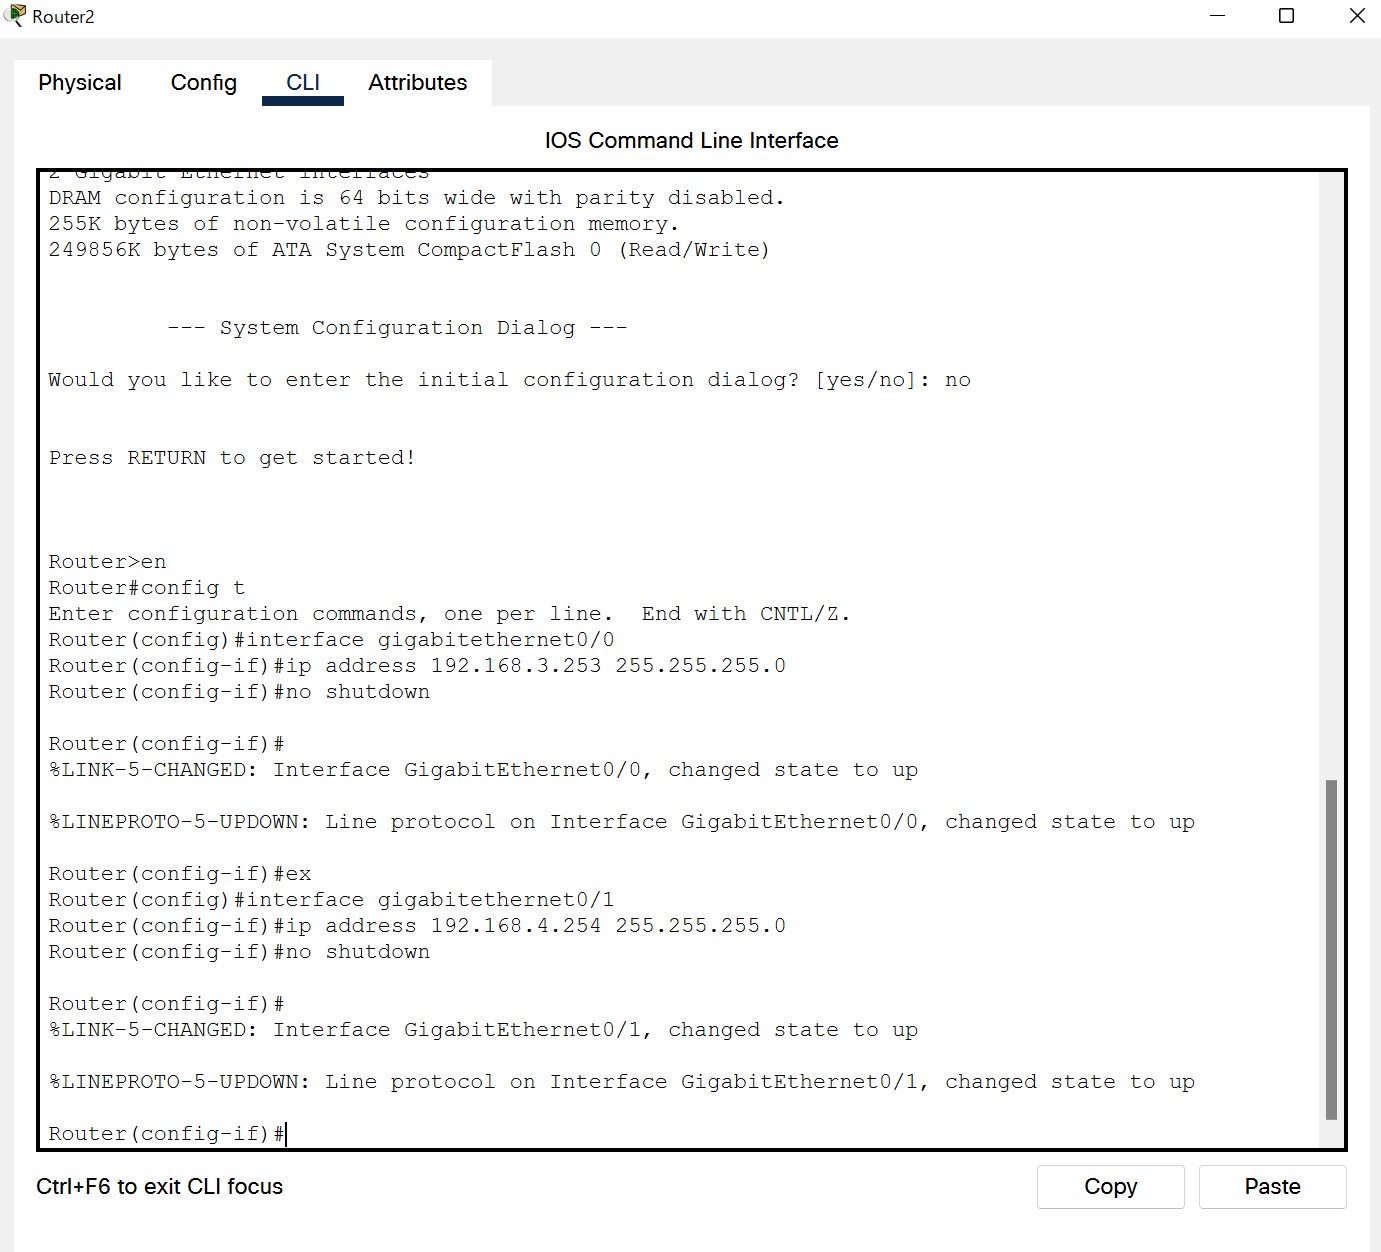 Router2
Physical Config CLI Attributes
IOS Command Line Interface
2 Gigabit Ethernet interfaces
DRAM configuration is 64 bits wide with parity disabled.
255K bytes of non-volatile configuration memory.
249856K bytes of ATA System CompactFlash 0 (Read/Write)
--- System Configuration Dialog ---
Would you like to enter the initial configuration dialog? [yes/no]: no
Press RETURN to get started!
Router>en
Router#config t
Enter configuration commands, one per line.  End with CNTL/Z.
Router(config)#interface gigabitethernet0/0
Router(config-if)#ip address 192.168.3.253 255.255.255.0
Router(config-if)#no shutdown
Router(config-if)#
%LINK-5-CHANGED: Interface GigabitEthernet0/0, changed state to up
%LINEPROTO-5-UPDOWN: Line protocol on Interface GigabitEthernet0/0, changed state to up
Router(config-if)#ex
Router(config)#interface gigabitethernet0/1
Router(config-if)#ip address 192.168.4.254 255.255.255.0
Router(config-if)#no shutdown
Router(config-if)#
%LINK-5-CHANGED: Interface GigabitEthernet0/1, changed state to up
%LINEPROTO-5-UPDOWN: Line protocol on Interface GigabitEthernet0/1, changed state to up
Router(config-if)#
Ctrl+F6 to exit CLI focus
Copy Paste